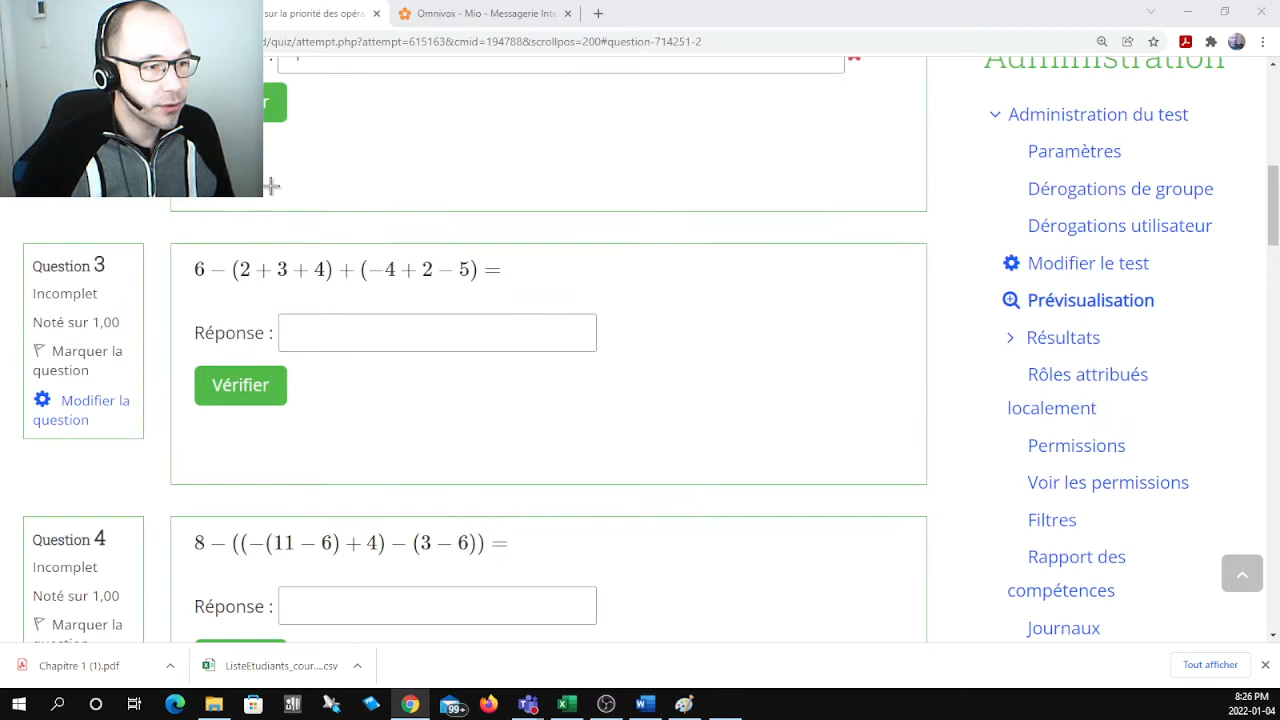 sur la priorité des opéra
Omnivox - Mio - Messagerie Inte
d/quiz/attempt.php?attempt=615163&cmid=194788&scrollpos=200#question-714251-2
Administration
Administration du test
Paramètres
Dérogations de groupe
Dérogations utilisateur
Modifier le test
Prévisualisation
Résultats
Rôles attribués
localement
Permissions
Voir les permissions
Filtres
Rapport des
compétences
Journaux
Question 3
Incomplet
Noté sur 1,00
Marquer la
question
Modifier la
question
6 − (2 + 3 + 4) + (−4 + 2 − 5) =
Réponse :
Vérifier
Question 4
Incomplet
Noté sur 1,00
Marquer la
8 − ((−(11 − 6) + 4) − (3 − 6)) =
Réponse :
Chapitre 1 (1).pdf
ListeEtudiants_cour....csv
Tout afficher
99+
8:26 PM
2022-01-04